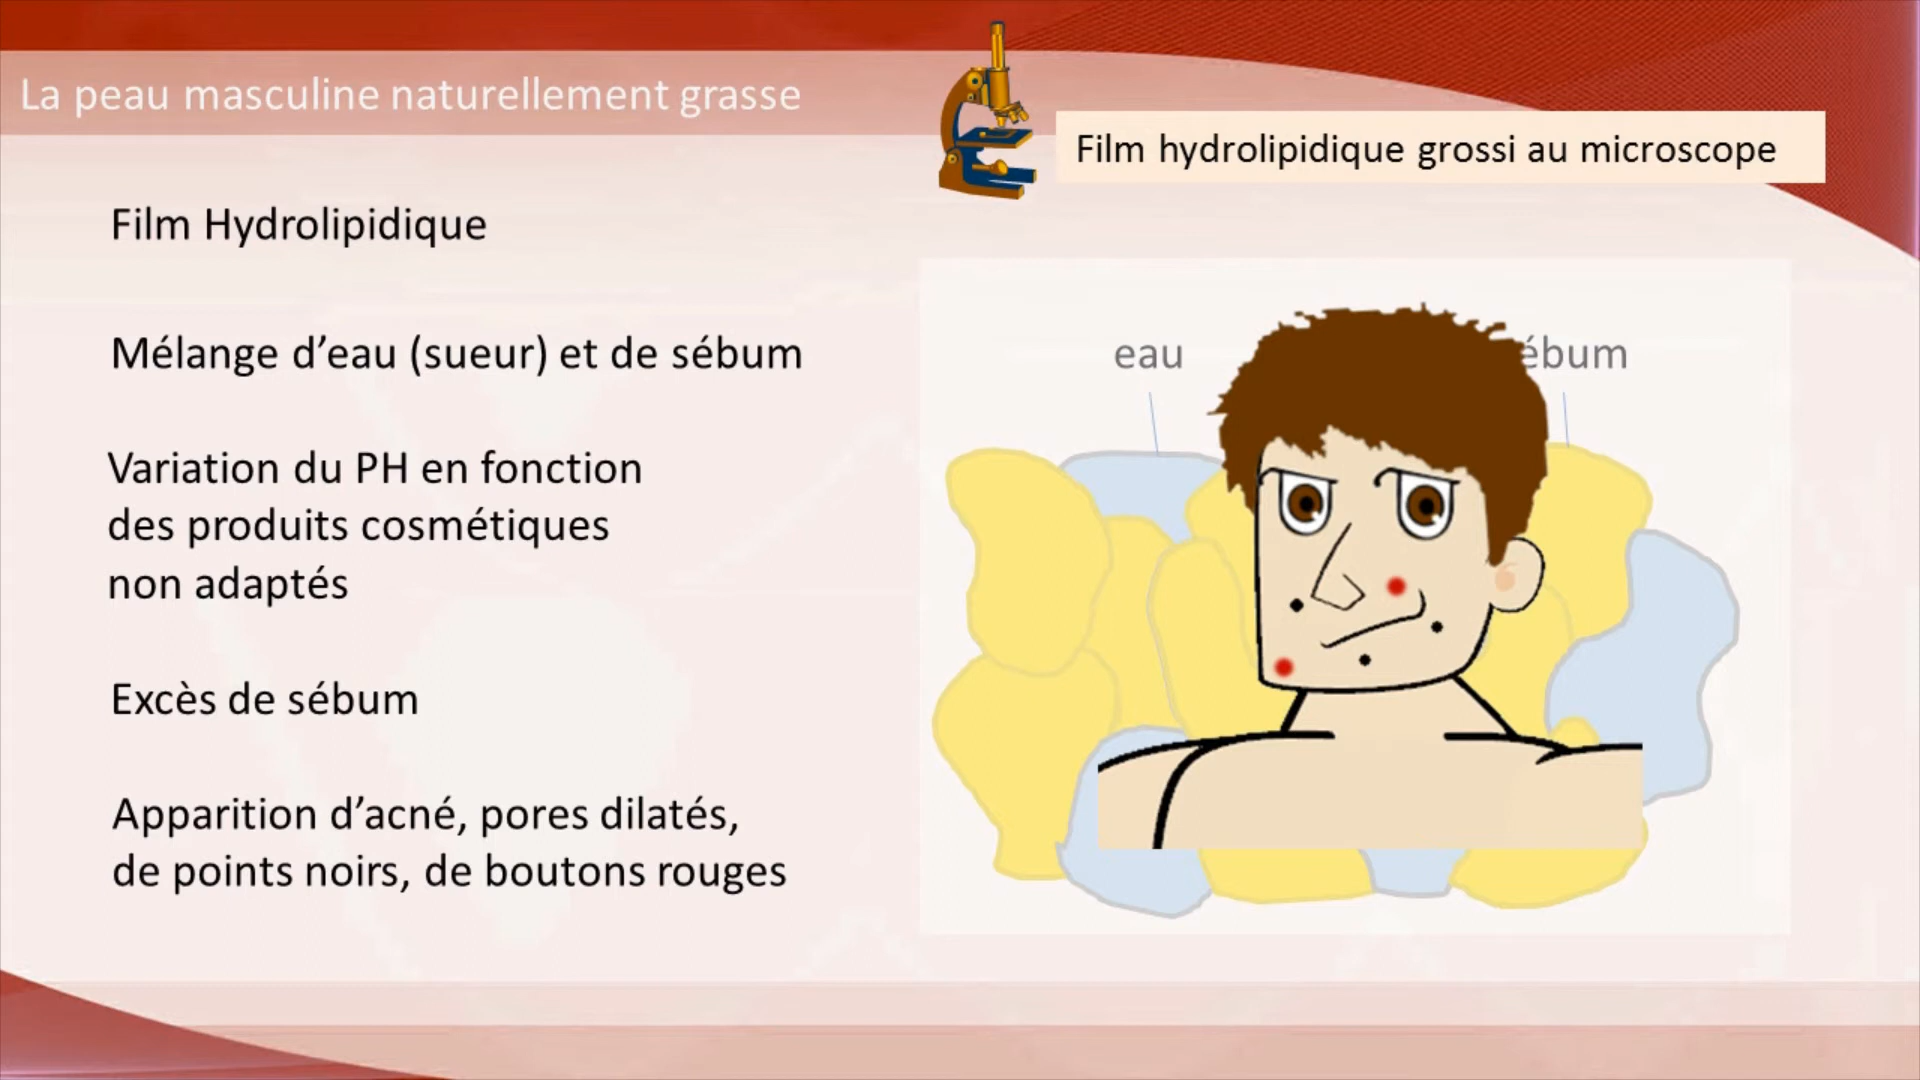 La peau masculine naturellement grasse
Film hydrolipidique grossi au microscope
Film Hydrolipidique
Mélange d’eau (sueur) et de sébum
Variation du PH en fonction
des produits cosmétiques
non adaptés
Excès de sébum
Apparition d’acné, pores dilatés,
de points noirs, de boutons rouges
eau
ébum